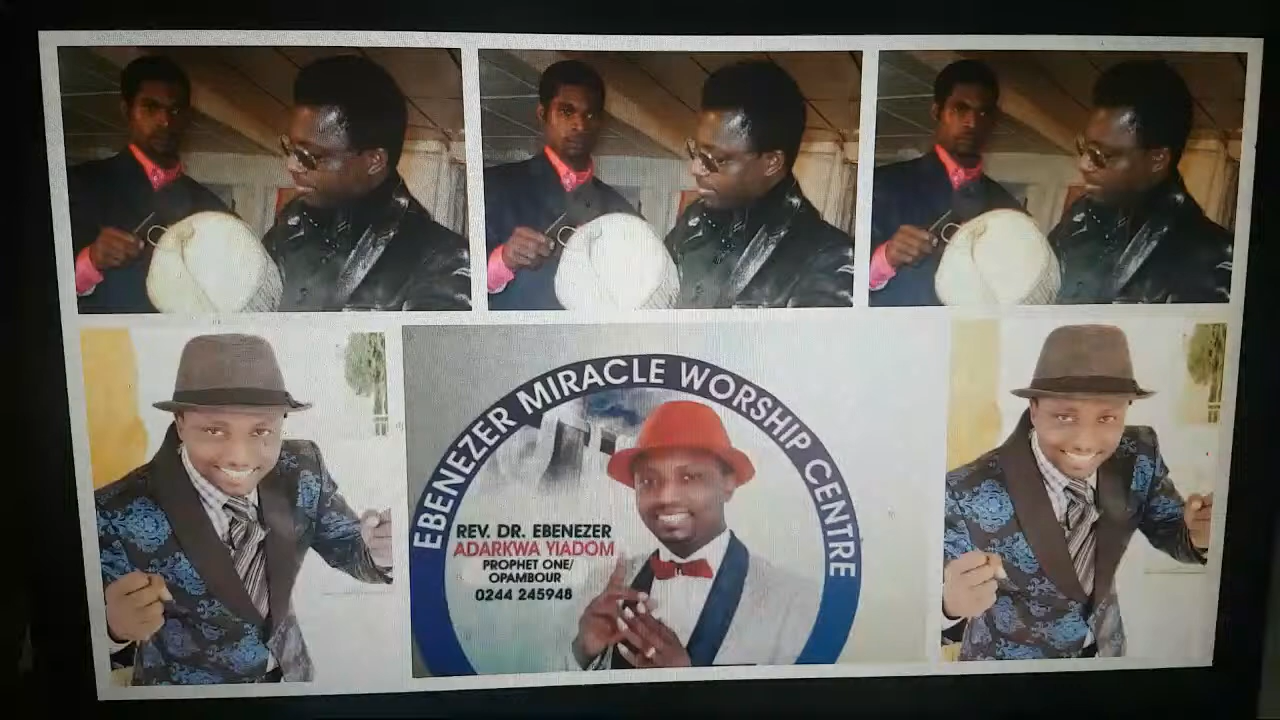 EBENEZER MIRACLE WORSHIP CENTRE
REV. DR. EBENEZER
ADARKWA YIADOM
PROPHET ONE/
OPAMBOUR
0244 245948